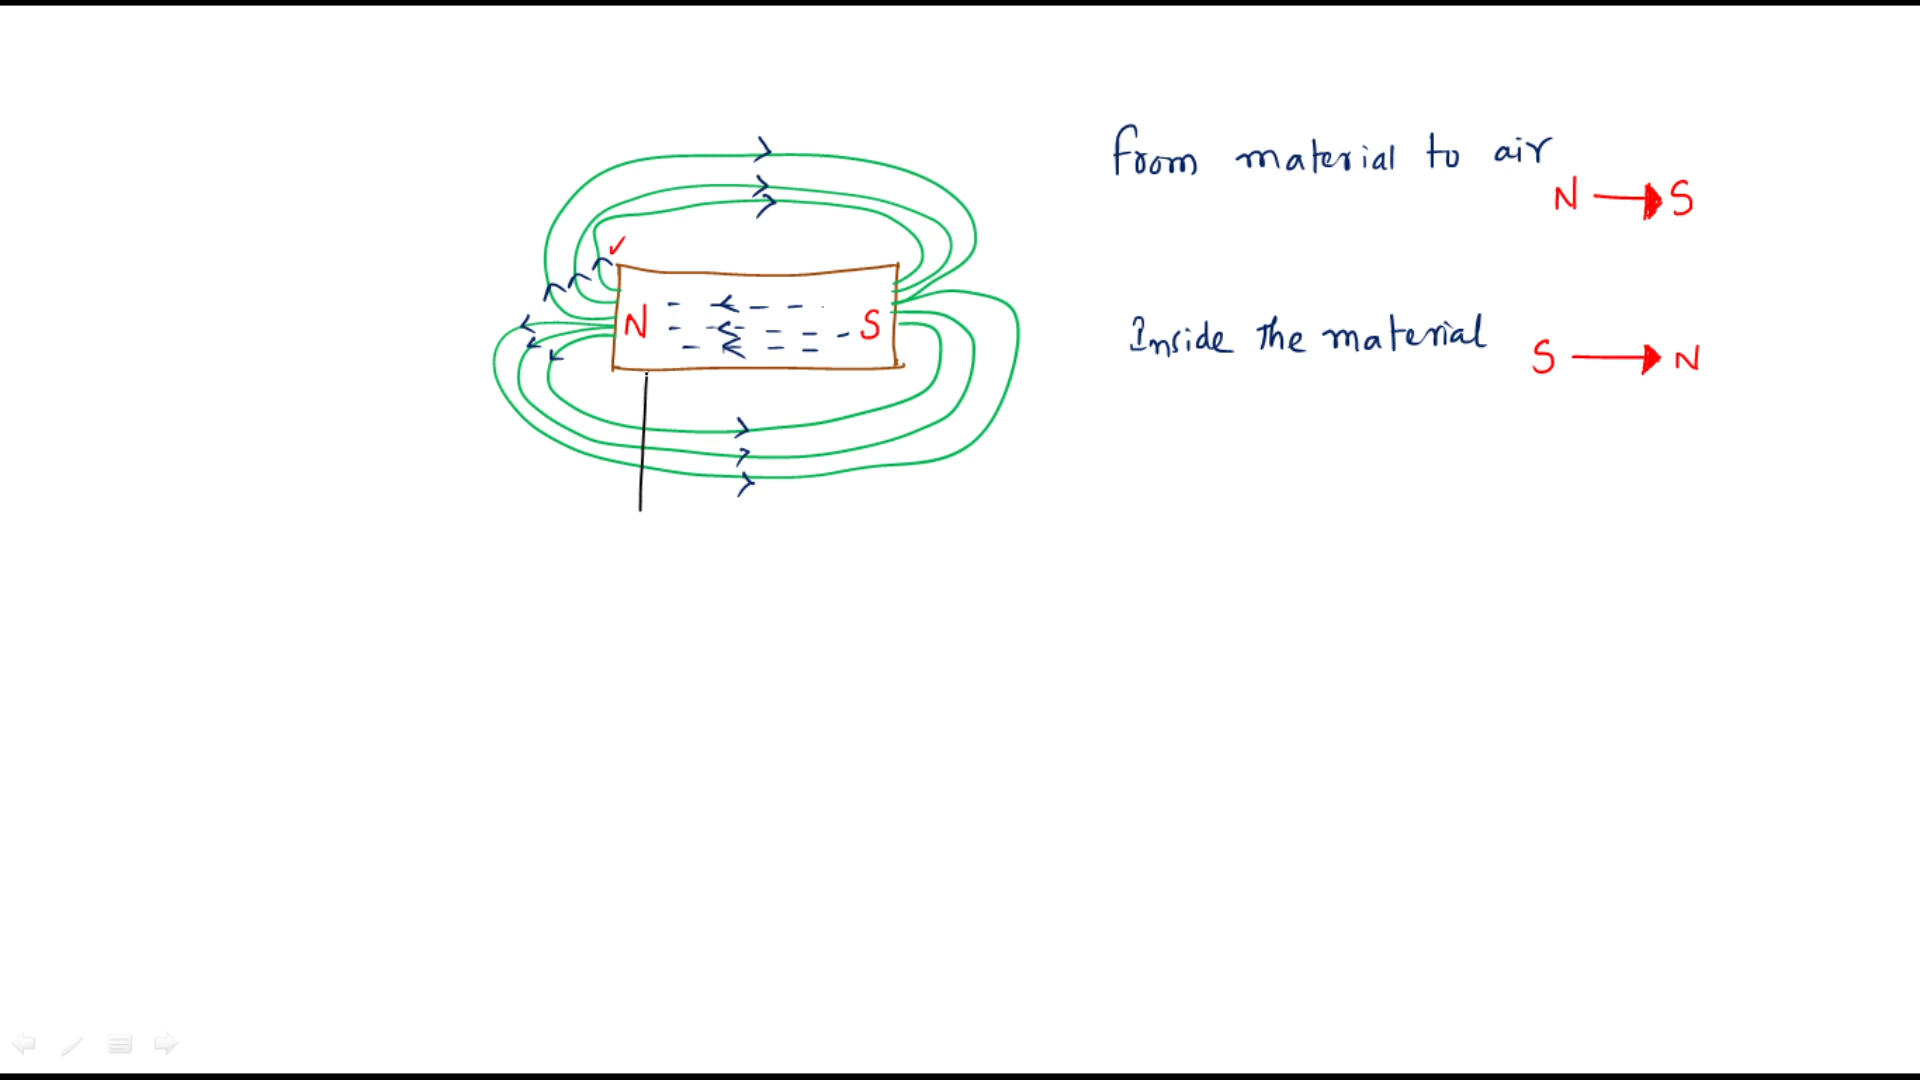 from material to air
N → S
N S
Inside the material S → N